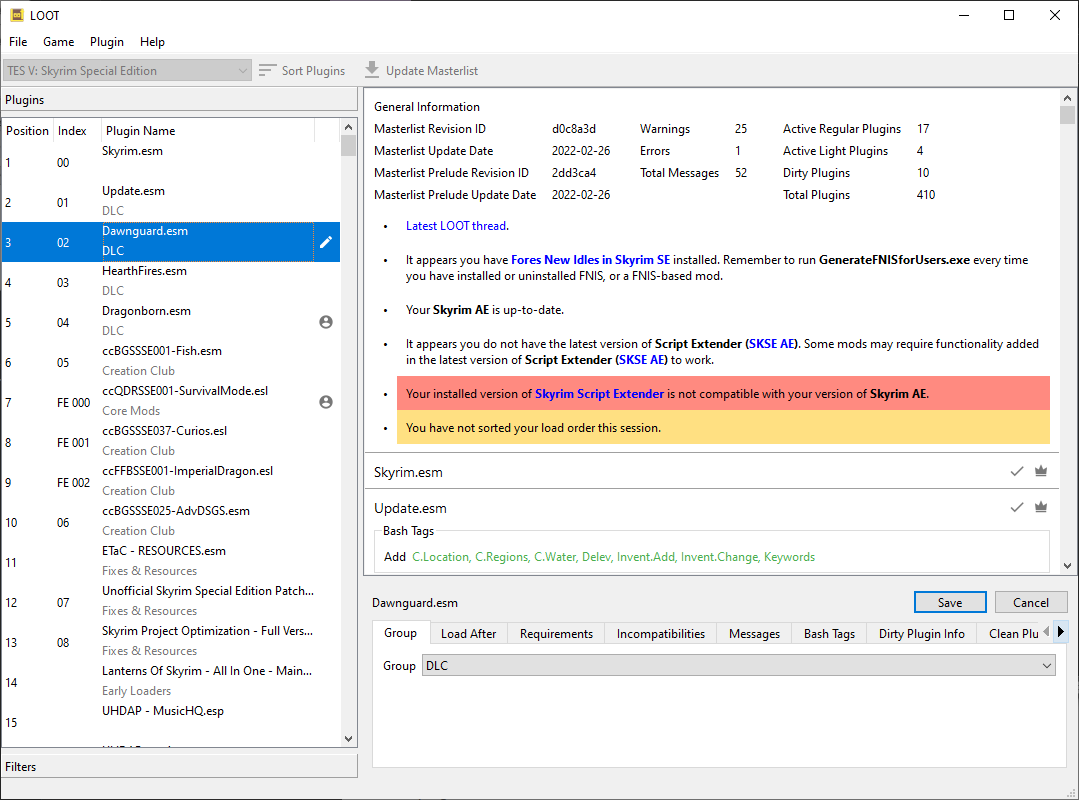 LOOT
File Game Plugin Help
TES V: Skyrim Special Edition Sort Plugins Update Masterlist
Plugins
Position Index Plugin Name
1 00 Skyrim.esm
2 01 Update.esm
DLC
3 02 Dawnguard.esm
DLC
4 03 HearthFires.esm
DLC
5 04 Dragonborn.esm
DLC
6 05 ccBGSSSE001-Fish.esm
Creation Club
7 FE 000 ccQDRSSE001-SurvivalMode.esl
Core Mods
8 FE 001 ccBGSSSE037-Curios.esl
Creation Club
9 FE 002 ccFFBSSE001-ImperialDragon.esl
Creation Club
10 06 ccBGSSSE025-AdvDSGS.esm
Creation Club
11 ETaC - RESOURCES.esm
Fixes & Resources
12 07 Unofficial Skyrim Special Edition Patch...
Fixes & Resources
13 08 Skyrim Project Optimization - Full Vers...
Fixes & Resources
14 Lanterns Of Skyrim - All In One - Main...
Early Loaders
15 UHDAP - MusicHQ.esp
Filters
General Information
Masterlist Revision ID d0c8a3d Warnings 25 Active Regular Plugins 17
Masterlist Update Date 2022-02-26 Errors 1 Active Light Plugins 4
Masterlist Prelude Revision ID 2dd3ca4 Total Messages 52 Dirty Plugins 10
Masterlist Prelude Update Date 2022-02-26 Total Plugins 410
• Latest LOOT thread.
• It appears you have Fores New Idles in Skyrim SE installed. Remember to run GenerateFNISforUsers.exe every time
you have installed or uninstalled FNIS, or a FNIS-based mod.
• Your Skyrim AE is up-to-date.
• It appears you do not have the latest version of Script Extender (SKSE AE). Some mods may require functionality added
in the latest version of Script Extender (SKSE AE) to work.
• Your installed version of Skyrim Script Extender is not compatible with your version of Skyrim AE.
• You have not sorted your load order this session.
Skyrim.esm
Update.esm
Bash Tags
Add C.Location, C.Regions, C.Water, Delev, Invent.Add, Invent.Change, Keywords
Dawnguard.esm Save Cancel
Group Load After Requirements Incompatibilities Messages Bash Tags Dirty Plugin Info Clean Plu
Group DLC